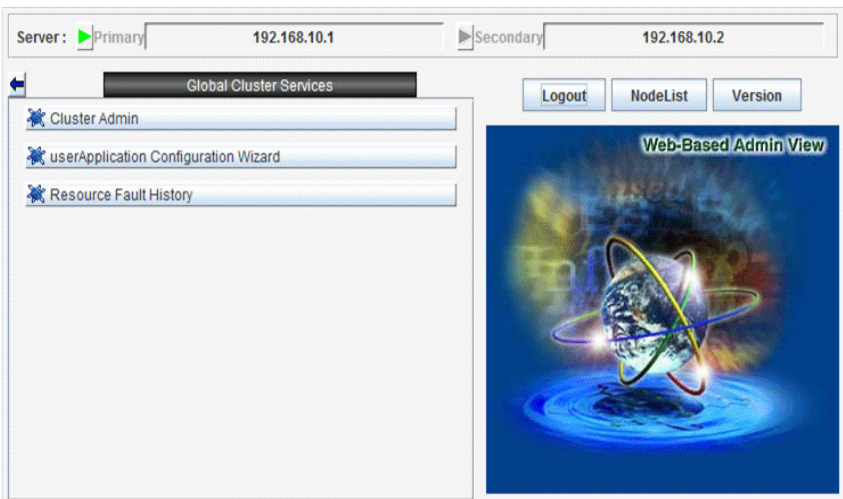 Server : Primary 192.168.10.1 Secondary 192.168.10.2
Global Cluster Services
Logout NodeList Version
Cluster Admin
userApplication Configuration Wizard
Resource Fault History
Web-Based Admin View